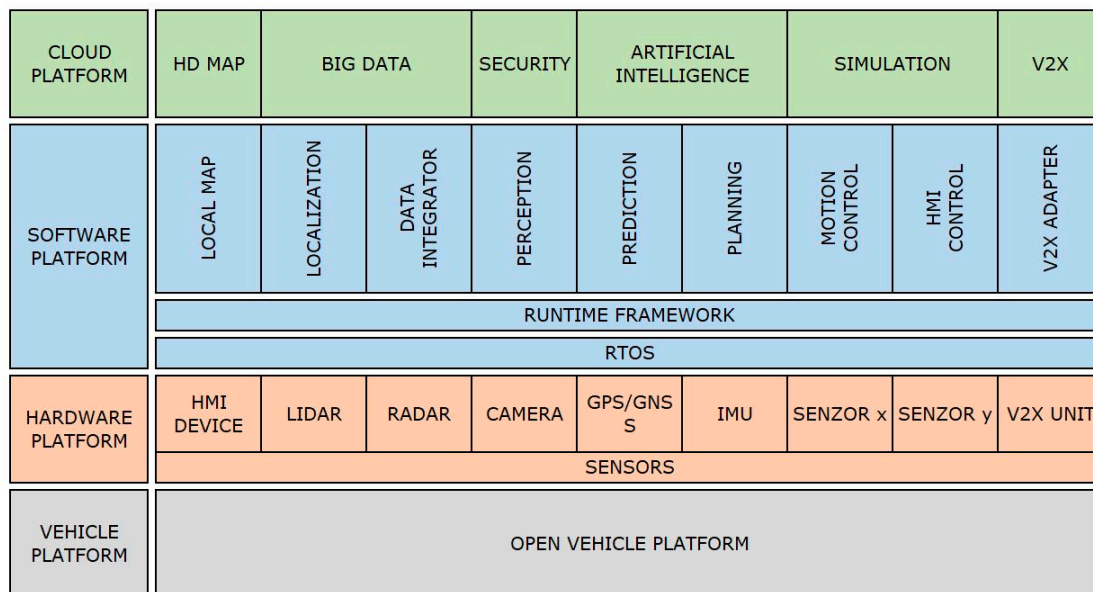 CLOUD
PLATFORM
HD MAP
BIG DATA
SECURITY
ARTIFICIAL
INTELLIGENCE
SIMULATION
V2X
SOFTWARE
PLATFORM
LOCAL MAP
LOCALIZATION
DATA
INTEGRATOR
PERCEPTION
PREDICTION
PLANNING
MOTION
CONTROL
HMI
CONTROL
V2X ADAPTER
RUNTIME FRAMEWORK
RTOS
HARDWARE
PLATFORM
HMI
DEVICE
LIDAR
RADAR
CAMERA
GPS/GNS
S
IMU
SENZOR x
SENZOR y
V2X UNIT
SENSORS
VEHICLE
PLATFORM
OPEN VEHICLE PLATFORM